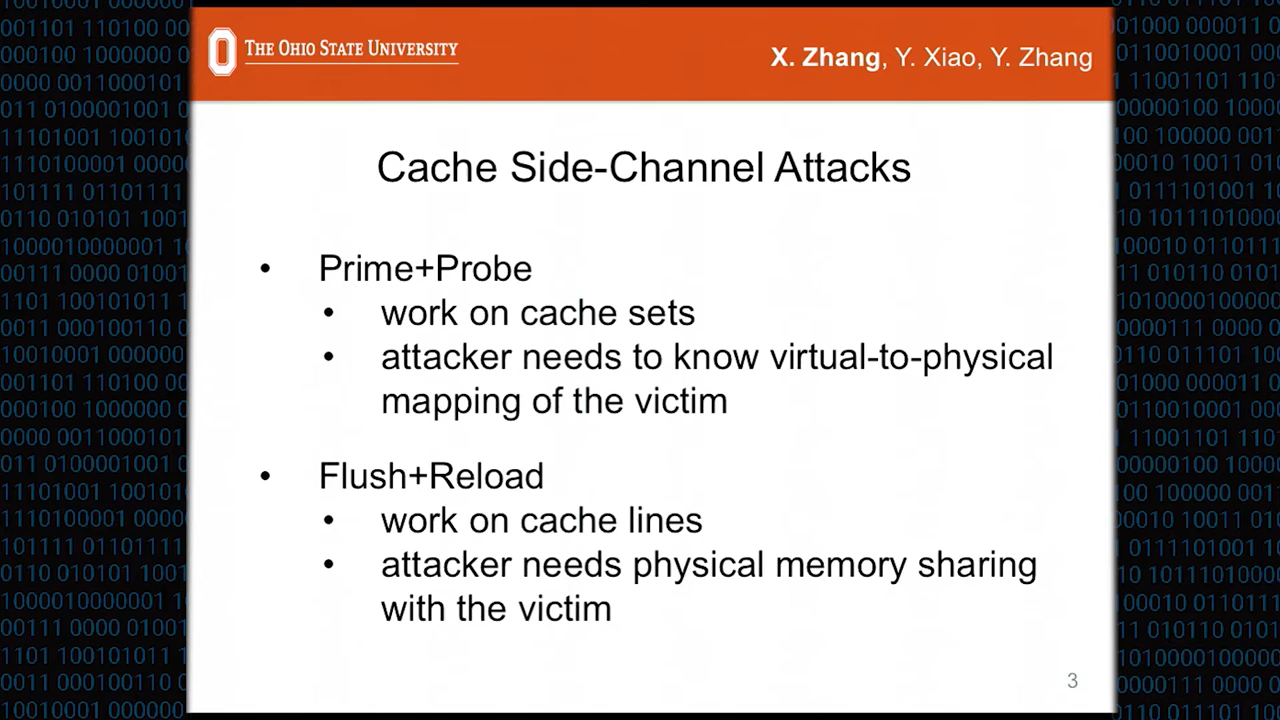 THE OHIO STATE UNIVERSITY
X. Zhang, Y. Xiao, Y. Zhang
Cache Side-Channel Attacks
• Prime+Probe
• work on cache sets
• attacker needs to know virtual-to-physical
mapping of the victim
• Flush+Reload
• work on cache lines
• attacker needs physical memory sharing
with the victim
3